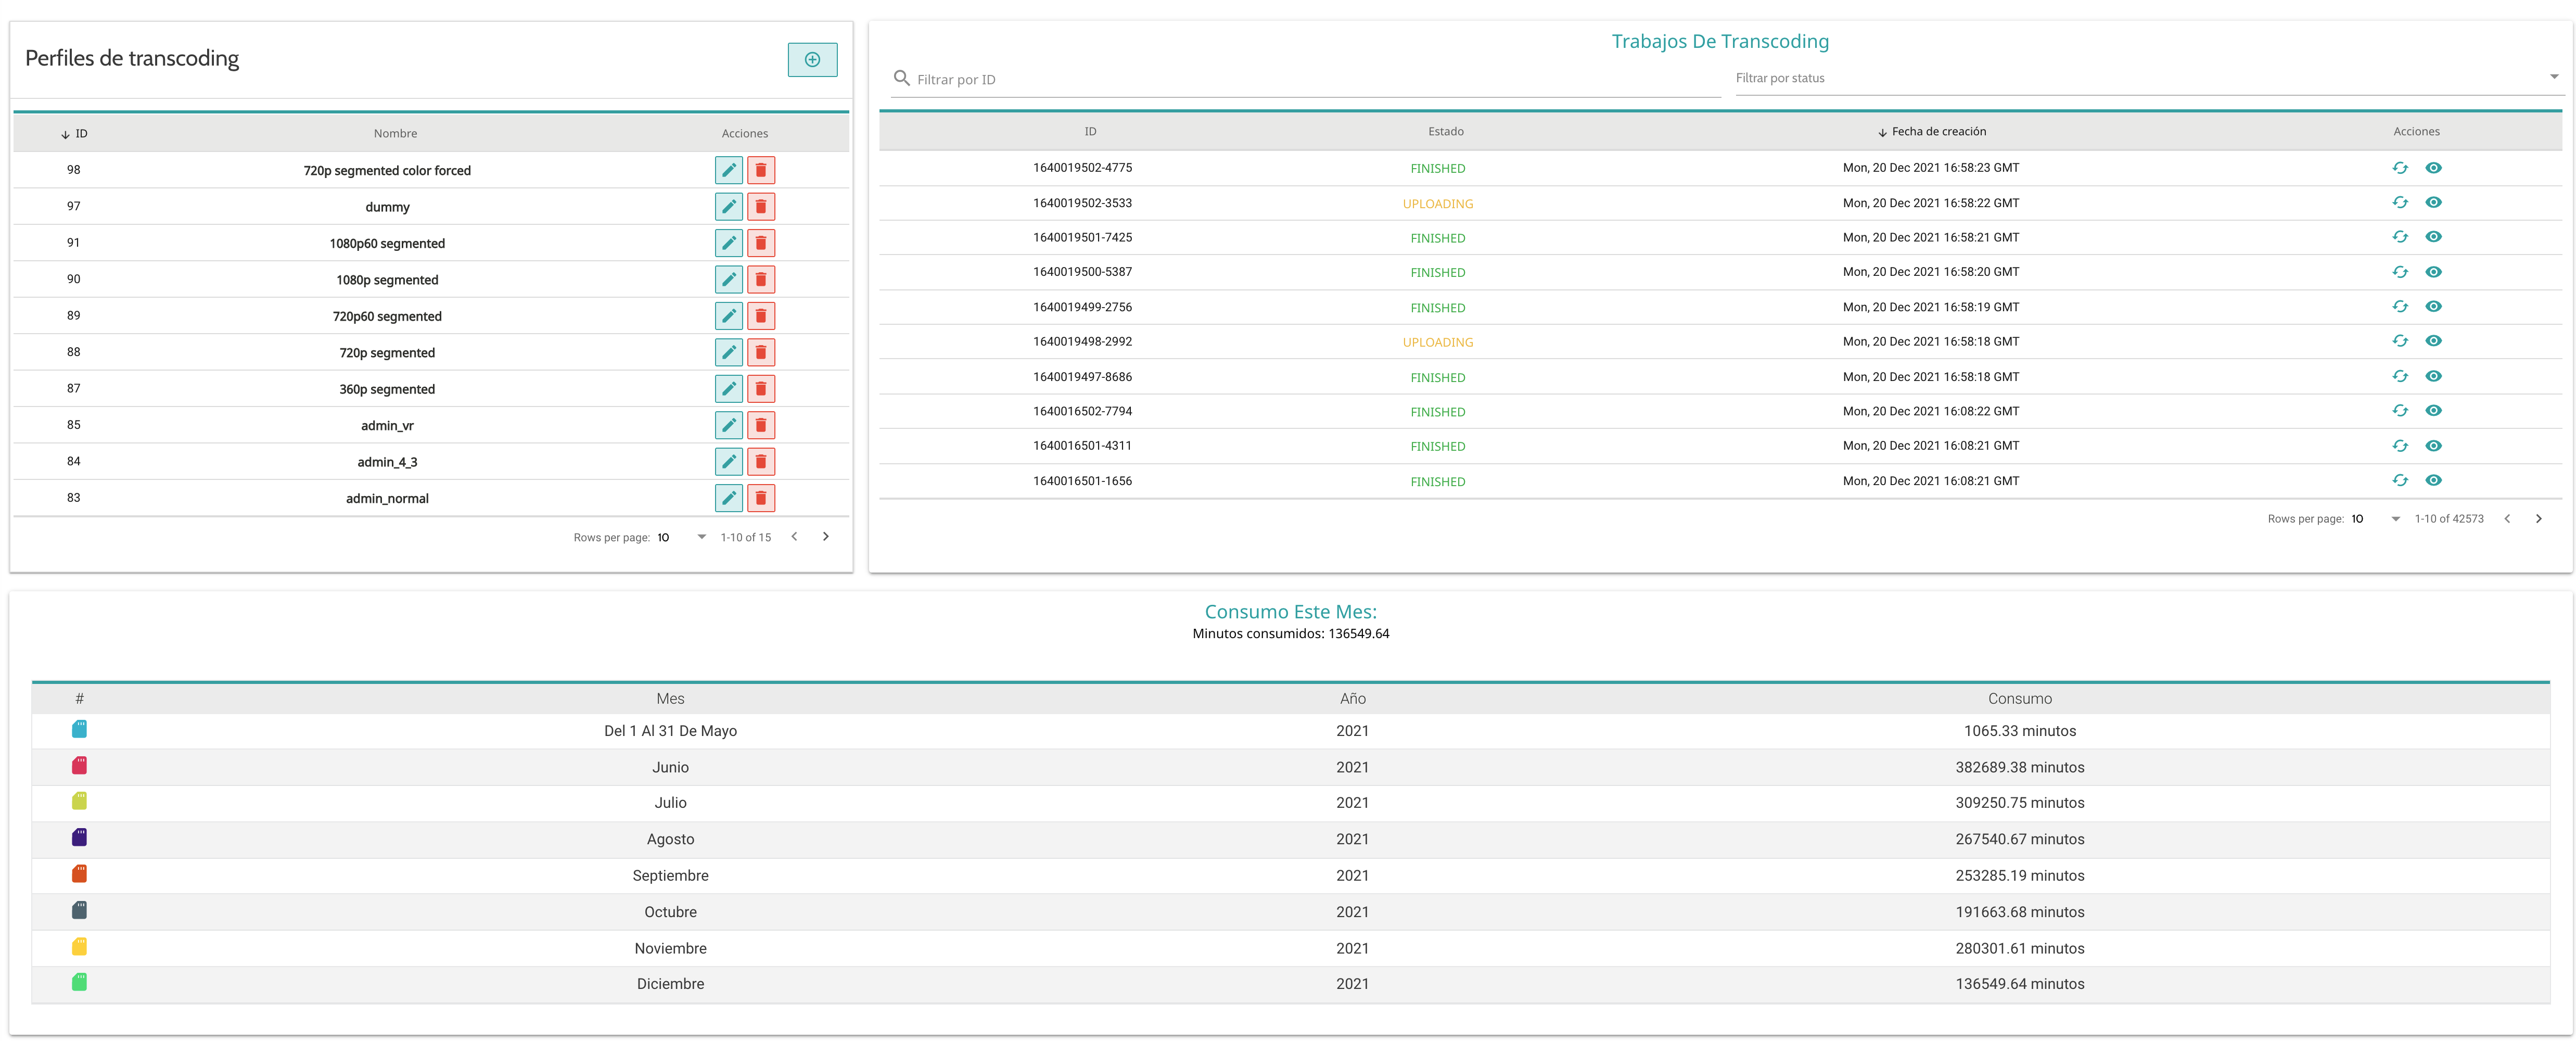 Perfiles de transcoding
ID Nombre Acciones
98 720p segmented color forced
97 dummy
91 1080p60 segmented
90 1080p segmented
89 720p60 segmented
88 720p segmented
87 360p segmented
85 admin_vr
84 admin_4_3
83 admin_normal
Rows per page: 10 1-10 of 15
Trabajos De Transcoding
Filtrar por ID Filtrar por status
ID Estado Fecha de creación Acciones
1640019502-4775 FINISHED Mon, 20 Dec 2021 16:58:23 GMT
1640019502-3533 UPLOADING Mon, 20 Dec 2021 16:58:22 GMT
1640019501-7425 FINISHED Mon, 20 Dec 2021 16:58:21 GMT
1640019500-5387 FINISHED Mon, 20 Dec 2021 16:58:20 GMT
1640019499-2756 FINISHED Mon, 20 Dec 2021 16:58:19 GMT
1640019498-2992 UPLOADING Mon, 20 Dec 2021 16:58:18 GMT
1640019497-8686 FINISHED Mon, 20 Dec 2021 16:58:18 GMT
1640016502-7794 FINISHED Mon, 20 Dec 2021 16:08:22 GMT
1640016501-4311 FINISHED Mon, 20 Dec 2021 16:08:21 GMT
1640016501-1656 FINISHED Mon, 20 Dec 2021 16:08:21 GMT
Rows per page: 10 1-10 of 42573
Consumo Este Mes:
Minutos consumidos: 136549.64
# Mes Año Consumo
Del 1 Al 31 De Mayo 2021 1065.33 minutos
Junio 2021 382689.38 minutos
Julio 2021 309250.75 minutos
Agosto 2021 267540.67 minutos
Septiembre 2021 253285.19 minutos
Octubre 2021 191663.68 minutos
Noviembre 2021 280301.61 minutos
Diciembre 2021 136549.64 minutos